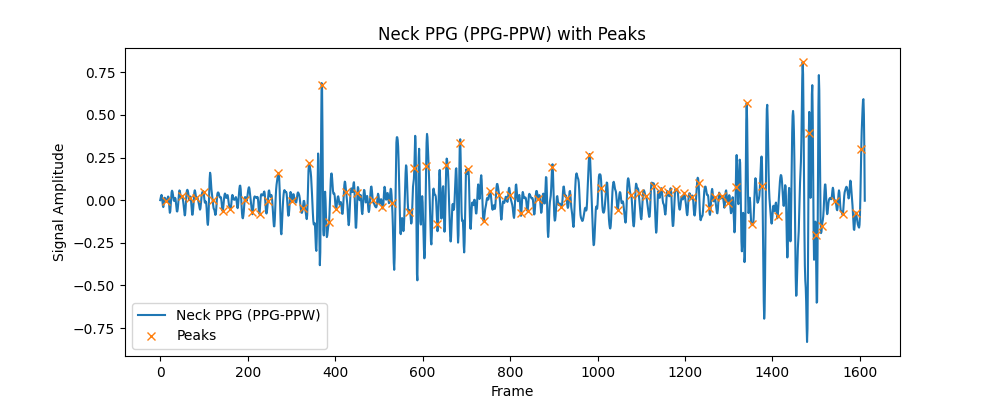 Neck PPG (PPG-PPW) with Peaks
Signal Amplitude
0.75
0.50
0.25
0.00
−0.25
−0.50
−0.75
Neck PPG (PPG-PPW)
Peaks
0 200 400 600 800 1000 1200 1400 1600
Frame